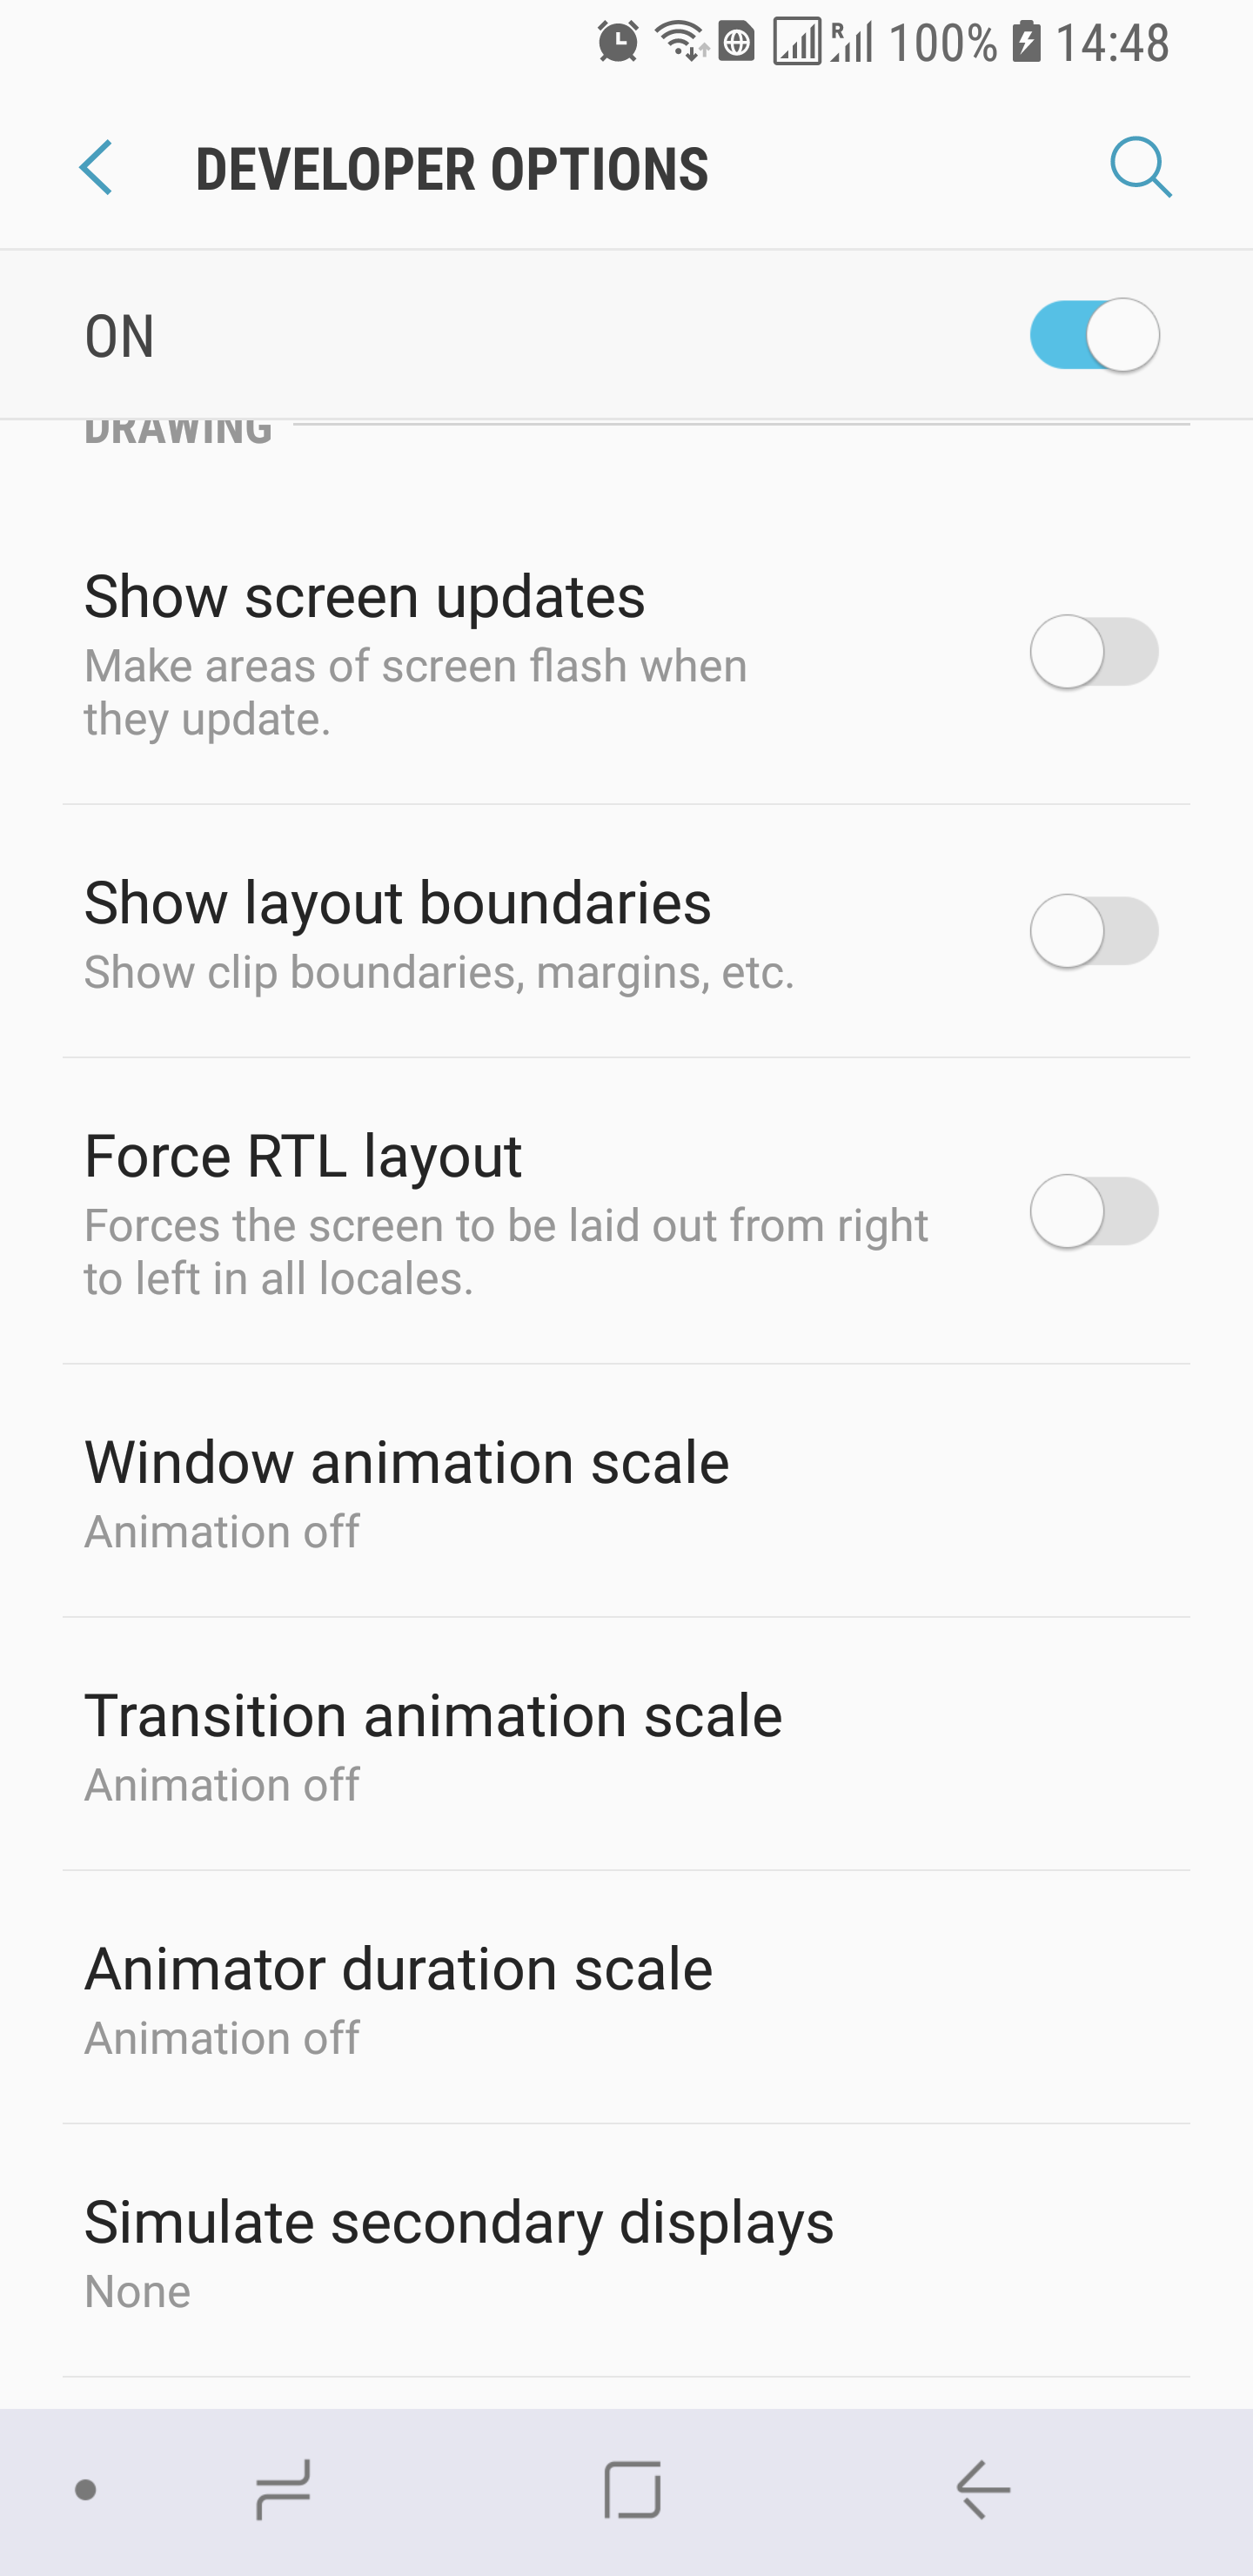 R 100% 14:48
DEVELOPER OPTIONS
ON
DRAWING
Show screen updates
Make areas of screen flash when
they update.
Show layout boundaries
Show clip boundaries, margins, etc.
Force RTL layout
Forces the screen to be laid out from right
to left in all locales.
Window animation scale
Animation off
Transition animation scale
Animation off
Animator duration scale
Animation off
Simulate secondary displays
None